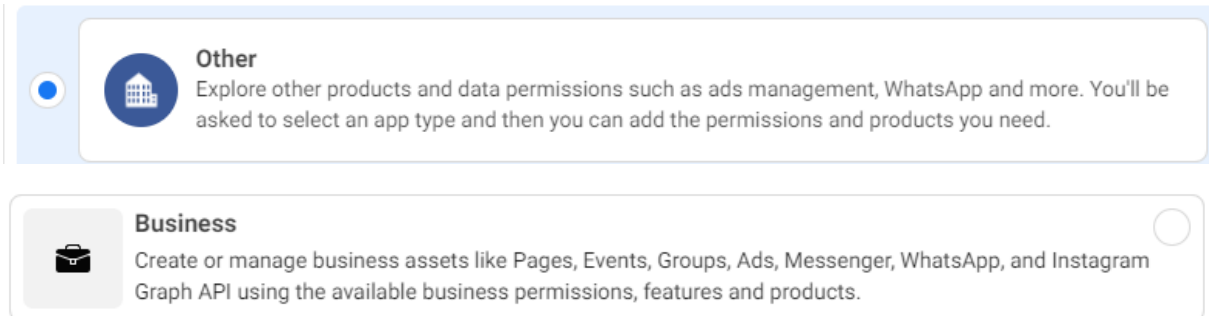 Other
Explore other products and data permissions such as ads management, WhatsApp and more. You'll be
asked to select an app type and then you can add the permissions and products you need.
Business
Create or manage business assets like Pages, Events, Groups, Ads, Messenger, WhatsApp, and Instagram
Graph API using the available business permissions, features and products.